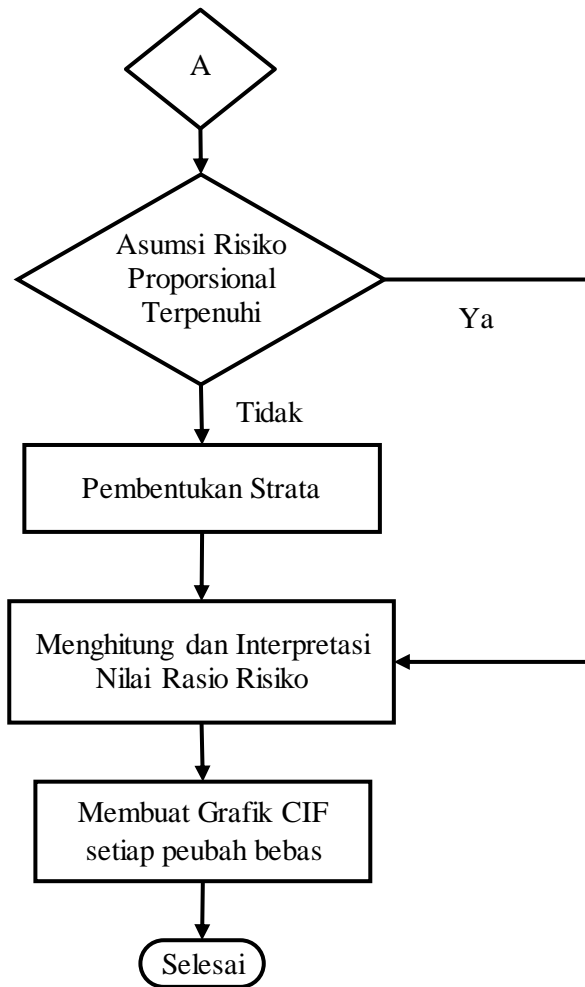 A
Asumsi Risiko
Proporsional
Terpenuhi
Ya
Tidak
Pembentukan Strata
Menghitung dan Interpretasi
Nilai Rasio Risiko
Membuat Grafik CIF
setiap peubah bebas
Selesai